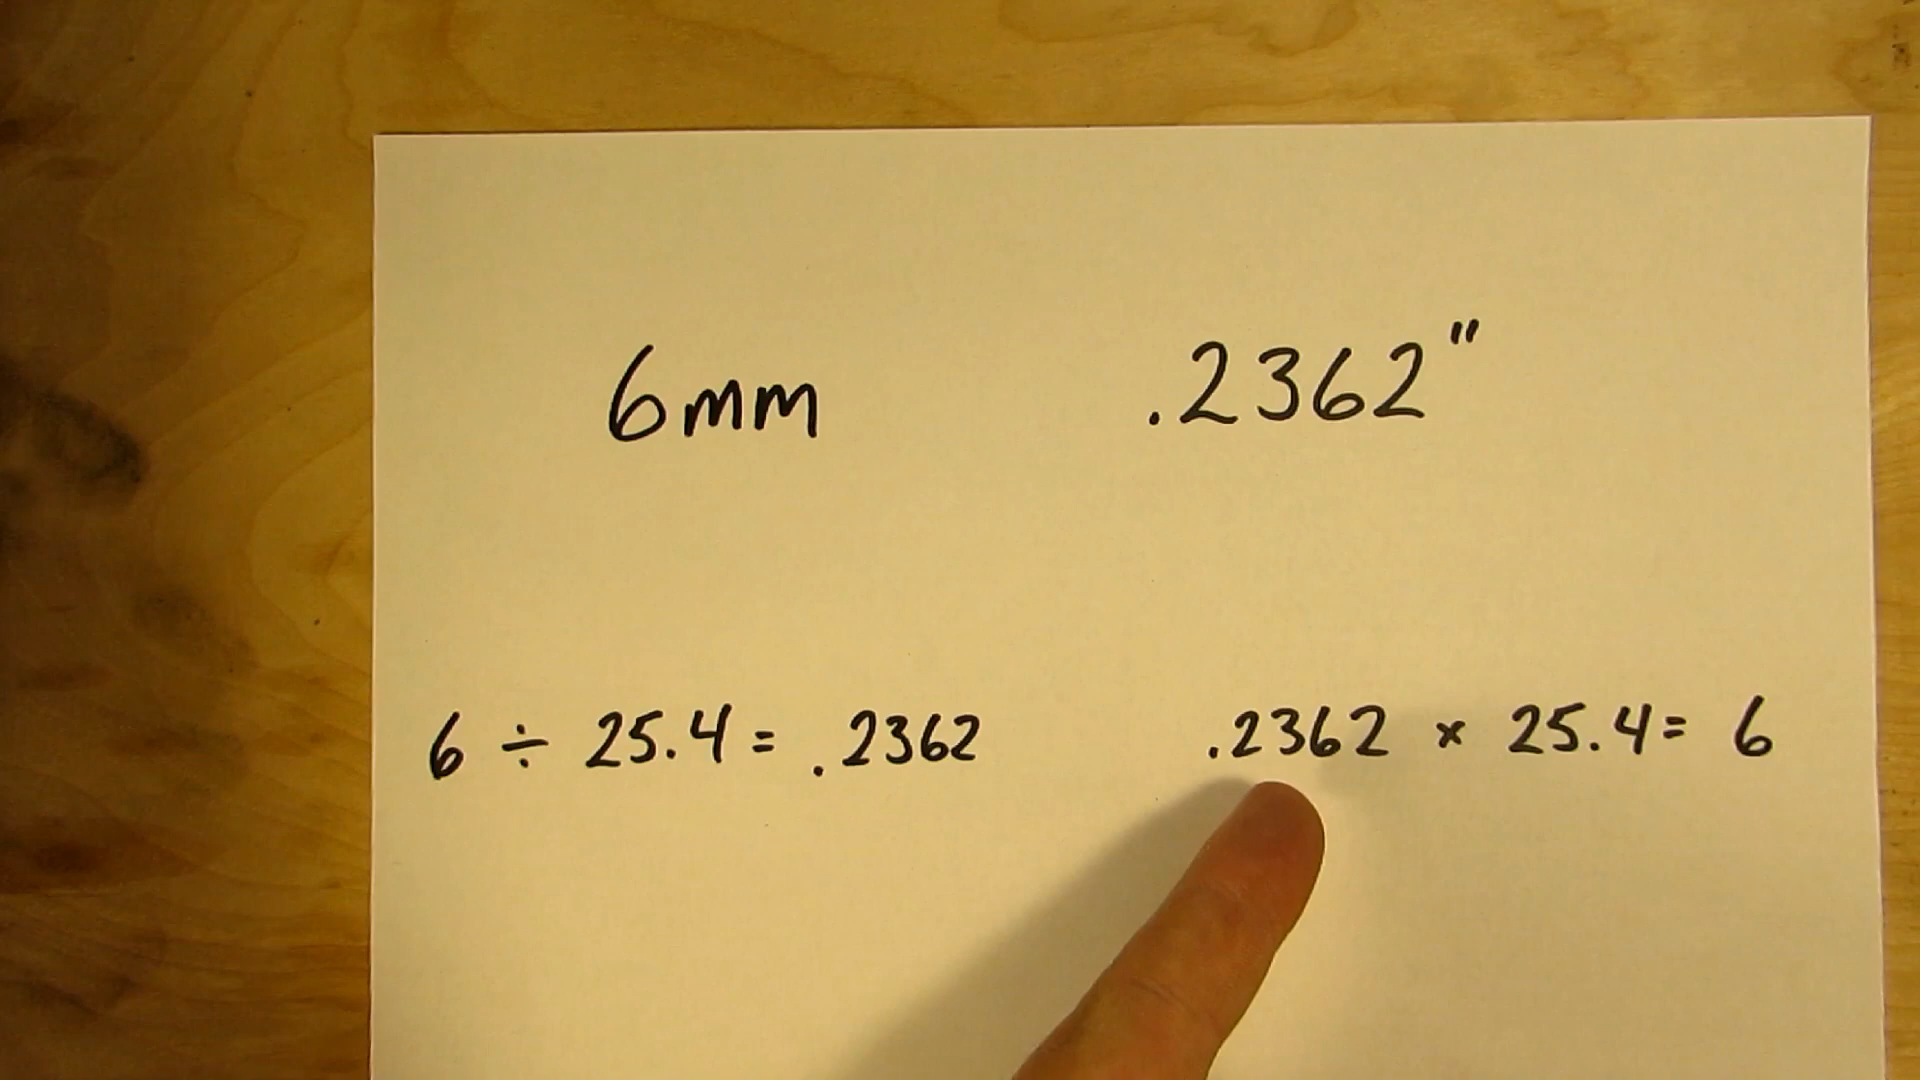 6mm .2362"
6 ÷ 25.4 = .2362 .2362 × 25.4 = 6